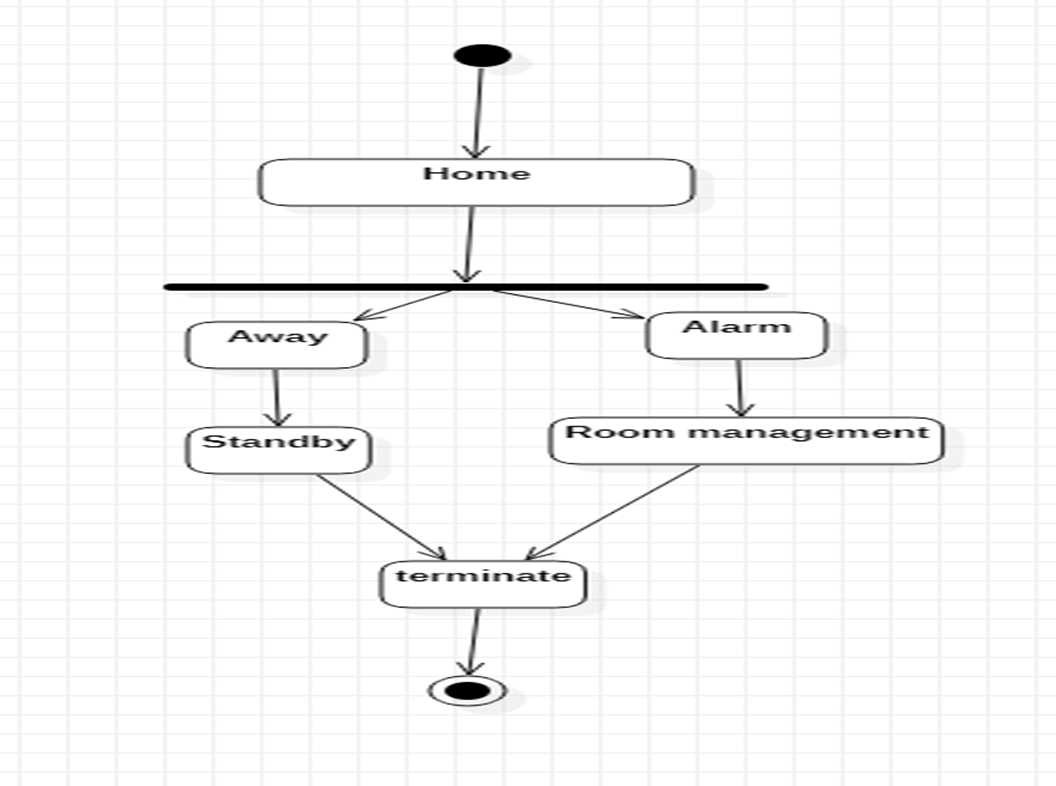 Home
Away
Alarm
Standby
Room management
terminate